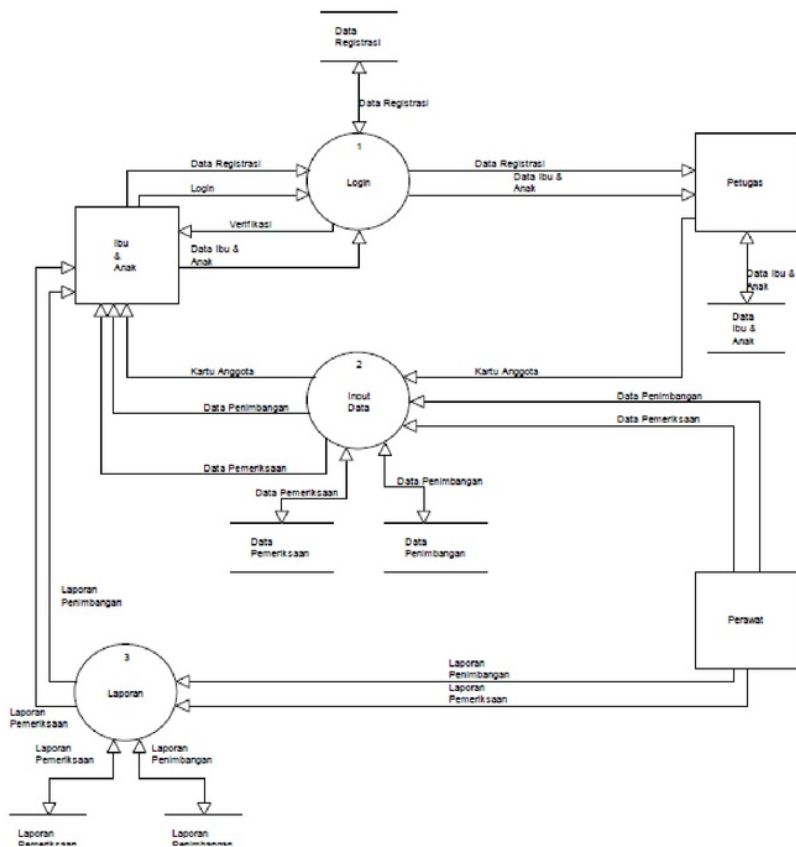 Data
Registrasi
Data Registrasi
1
Login
Data Registrasi
Login
Verifikasi
Data Ibu &
Anak
Data Registrasi
Data Ibu &
Anak
Petugas
Ibu
&
Anak
Data Ibu &
Anak
Data
Ibu &
Anak
2
Input
Data
Kartu Anggota
Kartu Anggota
Data Penimbangan
Data Penimbangan
Data Pemeriksaan
Data Pemeriksaan
Data Pemeriksaan
Data Penimbangan
Data
Pemeriksaan
Data
Penimbangan
Laporan
Penimbangan
Perawat
3
Laporan
Laporan
Penimbangan
Laporan
Pemeriksaan
Laporan
Pemeriksaan
Laporan
Pemeriksaan
Laporan
Penimbangan
Laporan
Pemeriksaan
Laporan
Penimbangan